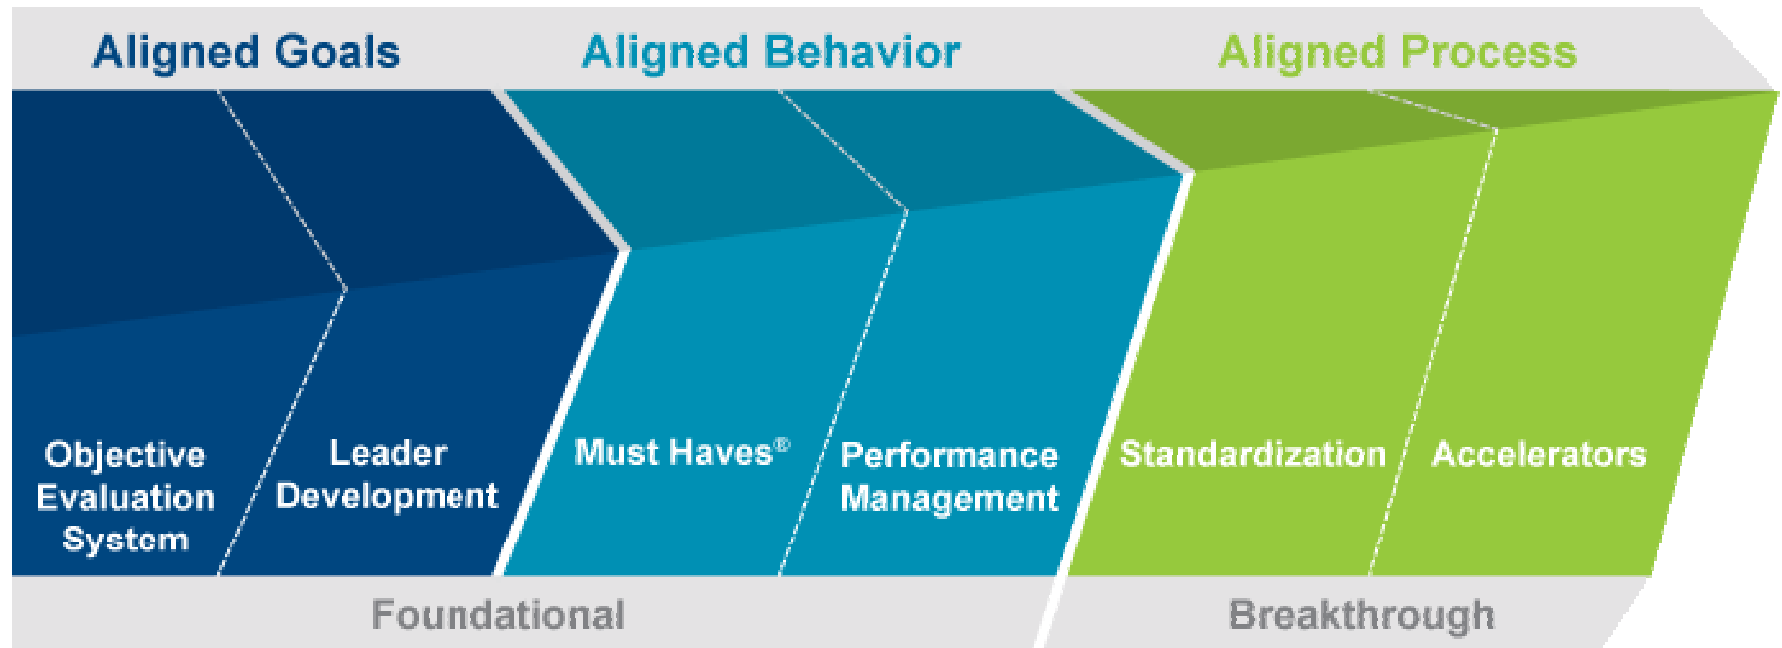 Aligned Goals
Aligned Behavior
Aligned Process
Objective
Evaluation
System
Leader
Development
Must Haves®
Performance
Management
Standardization
Accelerators
Foundational
Breakthrough